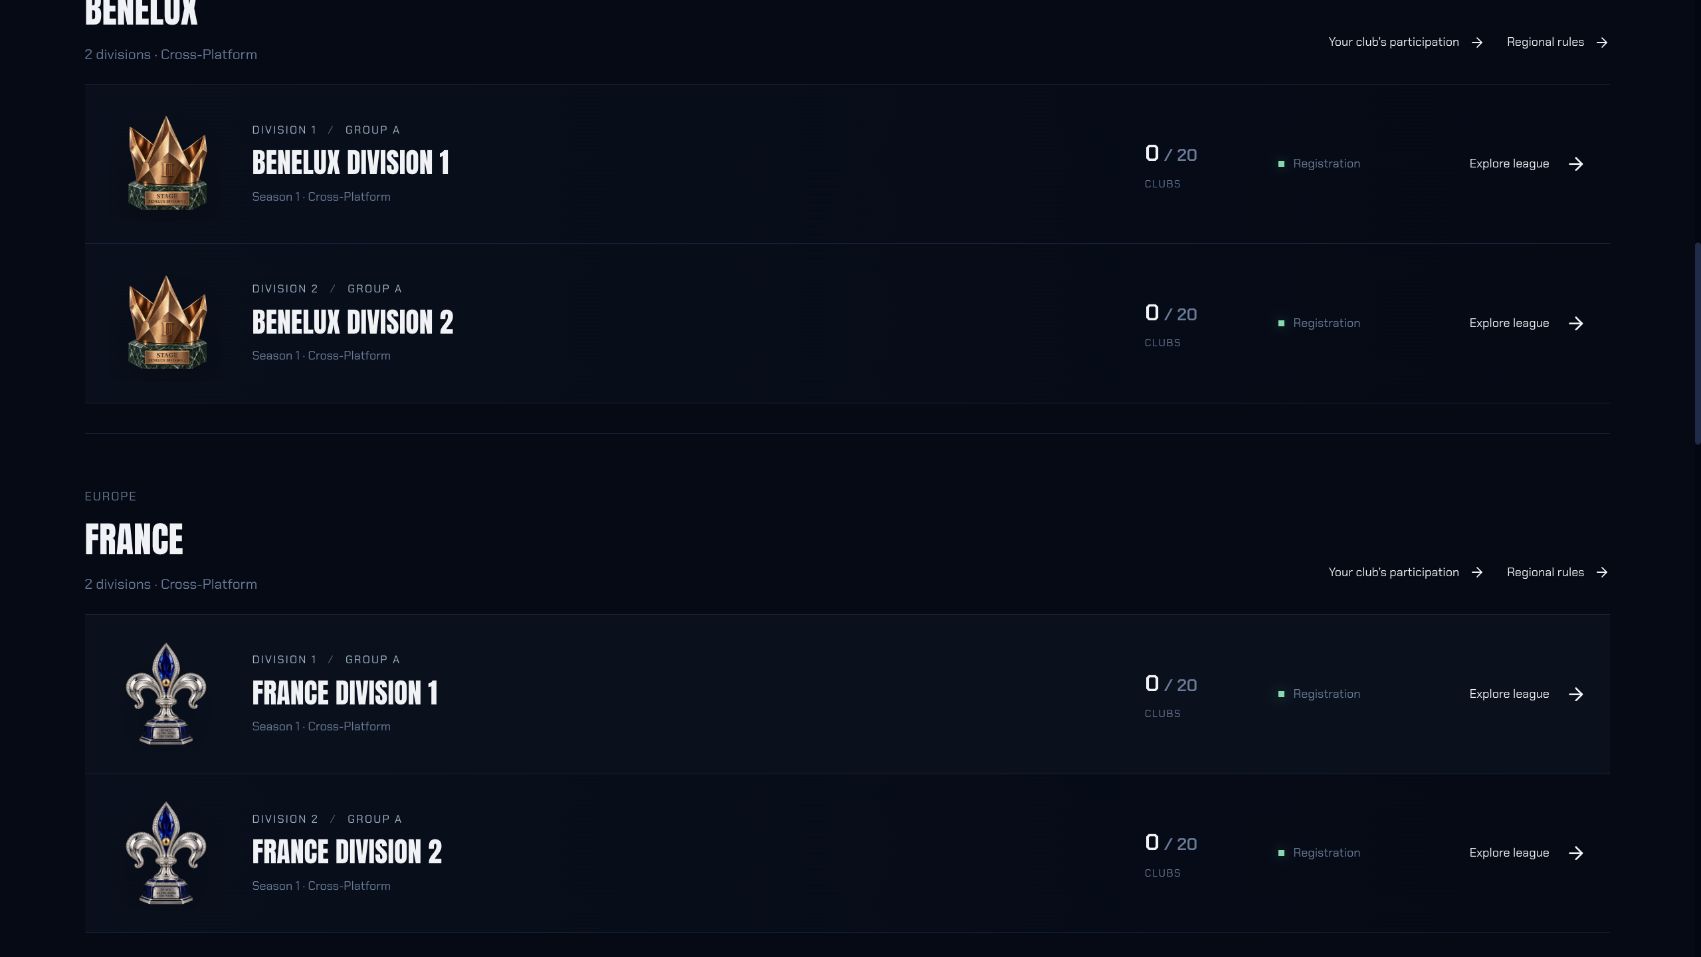 BENELUX
2 divisions · Cross-Platform
Your club's participation → Regional rules →
DIVISION 1 / GROUP A
BENELUX DIVISION 1
Season 1 · Cross-Platform
0 / 20
CLUBS
Registration
Explore league →
STAGE
DIVISION 2 / GROUP A
BENELUX DIVISION 2
Season 1 · Cross-Platform
0 / 20
CLUBS
Registration
Explore league →
STAGE
EUROPE
FRANCE
2 divisions · Cross-Platform
Your club's participation → Regional rules →
DIVISION 1 / GROUP A
FRANCE DIVISION 1
Season 1 · Cross-Platform
0 / 20
CLUBS
Registration
Explore league →
DIVISION 2 / GROUP A
FRANCE DIVISION 2
Season 1 · Cross-Platform
0 / 20
CLUBS
Registration
Explore league →